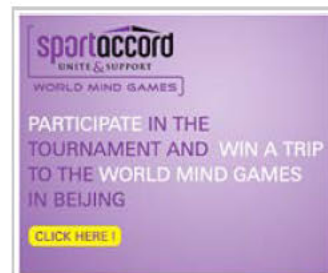 sportaccord
UNITE & SUPPORT
WORLD MIND GAMES
PARTICIPATE IN THE
TOURNAMENT AND WIN A TRIP
TO THE WORLD MIND GAMES
IN BEIJING
CLICK HERE !